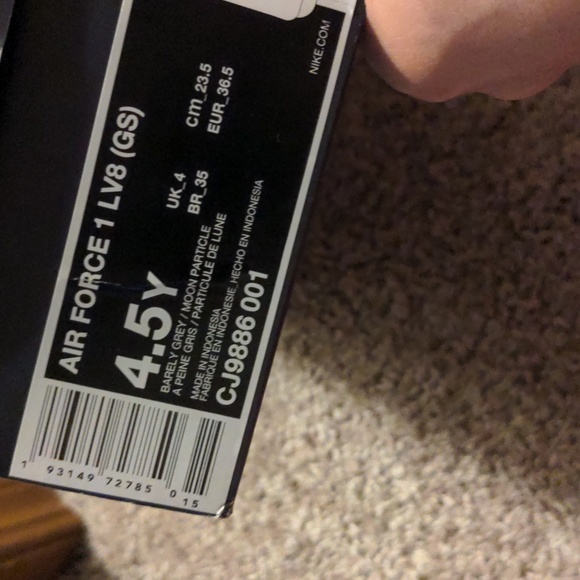 NIKE.COM
AIR FORCE 1 LV8 (GS)
4.5Y
UK_4
cm_23.5
BR_35
EUR_36.5
BARELY GREY / MOON PARTICLE
A PEINE GRIS / PARTICULE DE LUNE
MADE IN INDONESIA
FABRIQUE EN INDONESIE_HECHO EN INDONESIA
CJ9886 001
1 93149 72785 0 15